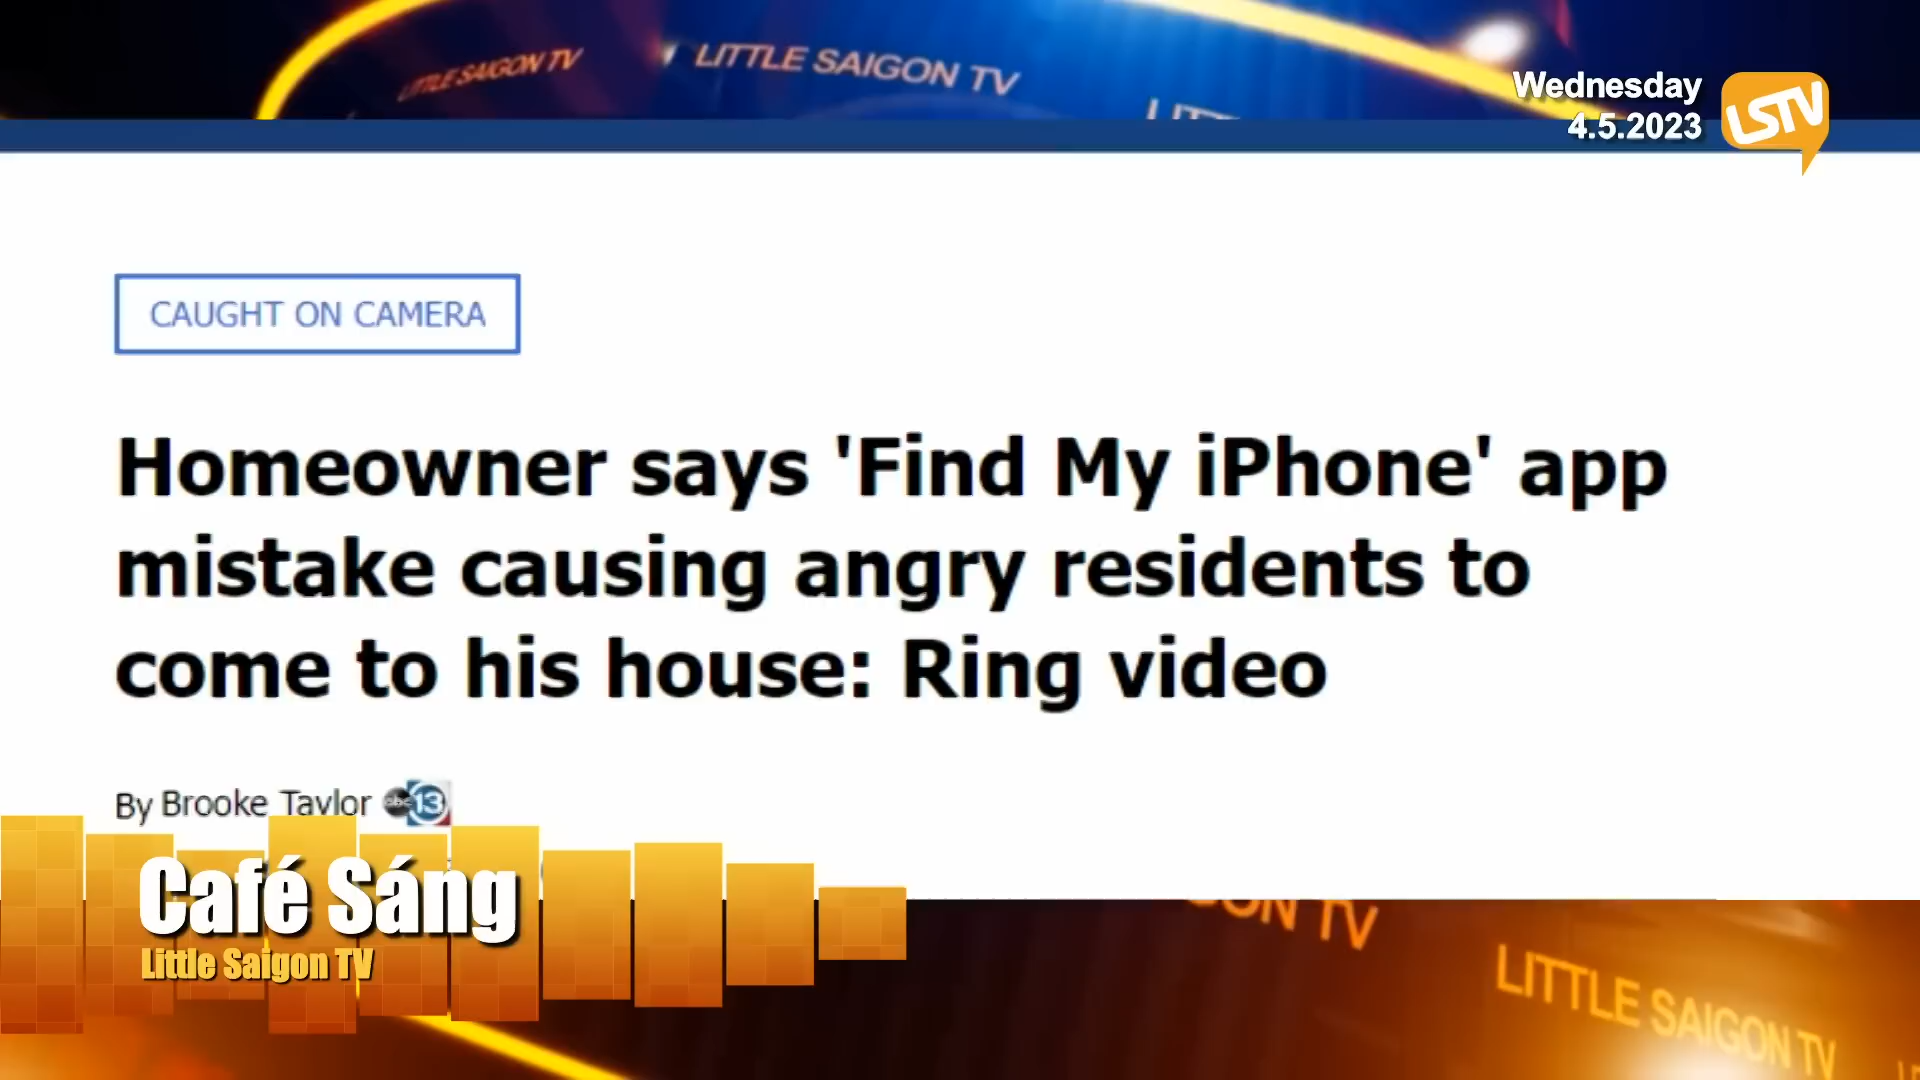 LITTLE SAIGON TV
LITTLE SAIGON TV
Wednesday
4.5.2023
LSTV
CAUGHT ON CAMERA
Homeowner says 'Find My iPhone' app
mistake causing angry residents to
come to his house: Ring video
By Brooke Taylor abc 13
Café Sáng
Little Saigon TV
ON TV
LITTLE SAIGON TV